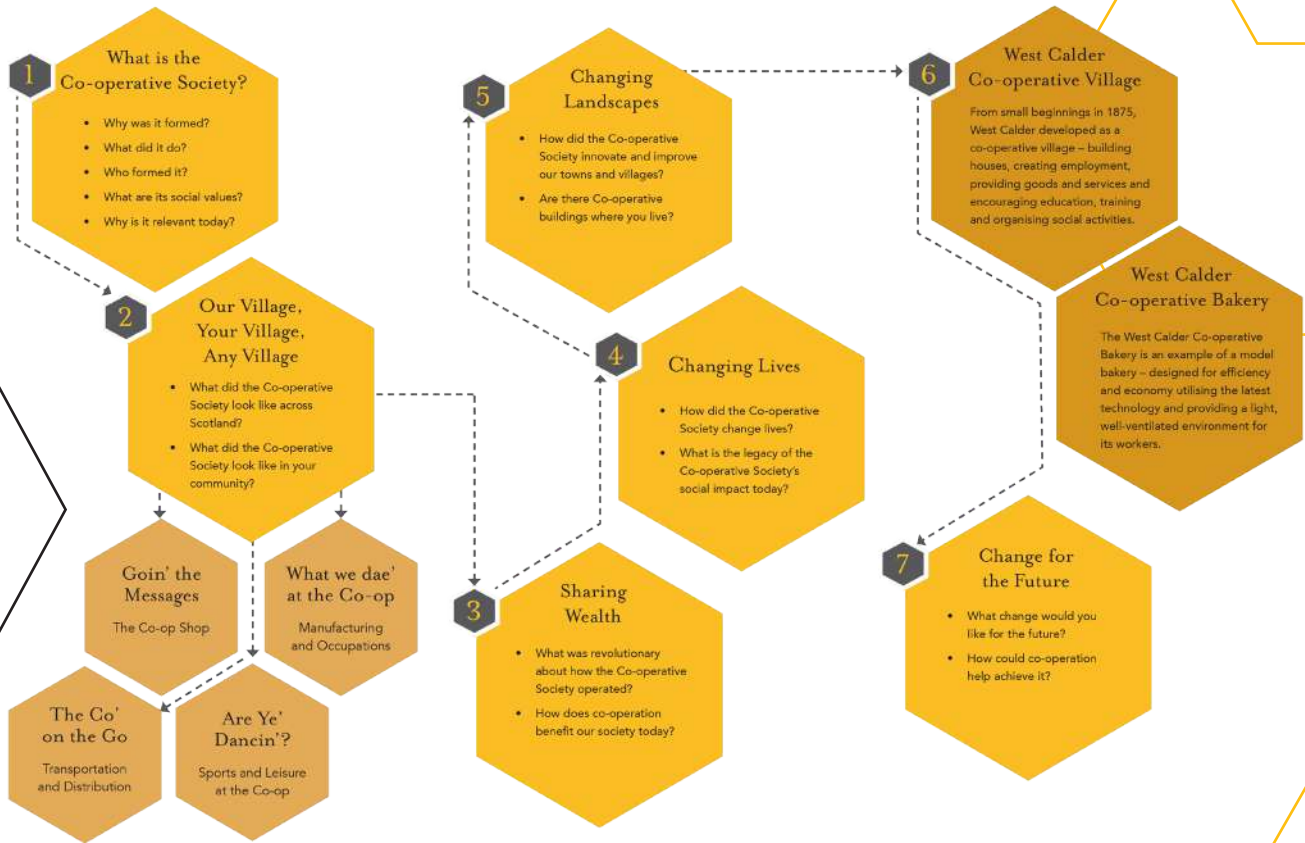 1
What is the
Co-operative Society?
• Why was it formed?
• What did it do?
• Who formed it?
• What are its social values?
• Why is it relevant today?
2
Our Village,
Your Village,
Any Village
• What did the Co-operative
Society look like across
Scotland?
• What did the Co-operative
Society look like in your
community?
Goin' the
Messages
The Co-op Shop
What we dae'
at the Co-op
Manufacturing
and Occupations
The Co'
on the Go
Transportation
and Distribution
Are Ye'
Dancin'?
Sports and Leisure
at the Co-op
3
Sharing
Wealth
• What was revolutionary
about how the Co-operative
Society operated?
• How does co-operation
benefit our society today?
4
Changing Lives
• How did the Co-operative
Society change lives?
• What is the legacy of the
Co-operative Society's
social impact today?
5
Changing
Landscapes
• How did the Co-operative
Society innovate and improve
our towns and villages?
• Are there Co-operative
buildings where you live?
6
West Calder
Co-operative Village
From small beginnings in 1875,
West Calder developed as a
co-operative village – building
houses, creating employment,
providing goods and services and
encouraging education, training
and organising social activities.
West Calder
Co-operative Bakery
The West Calder Co-operative
Bakery is an example of a model
bakery – designed for efficiency
and economy utilising the latest
technology and providing a light,
well-ventilated environment for
its workers.
7
Change for
the Future
• What change would you
like for the future?
• How could co-operation
help achieve it?